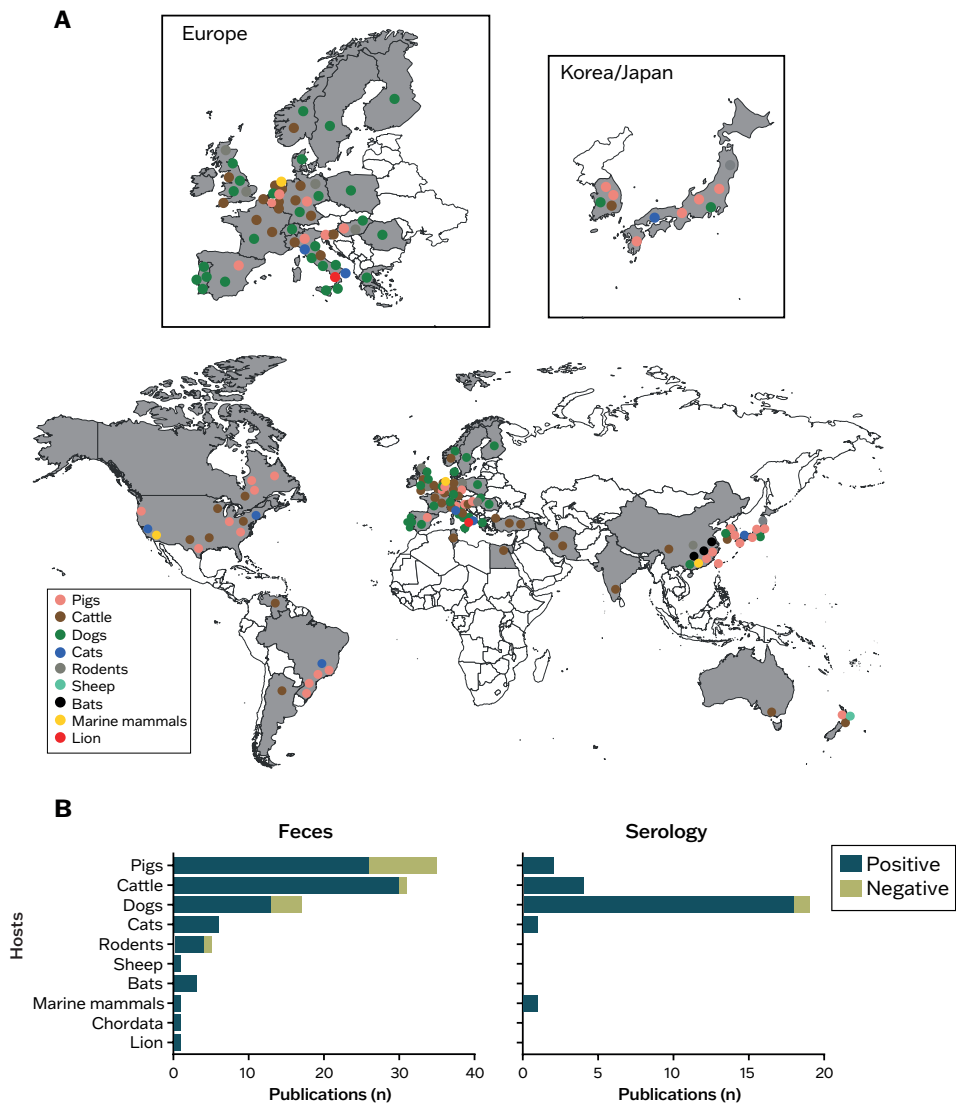 A
Europe
Korea/Japan
Pigs
Cattle
Dogs
Cats
Rodents
Sheep
Bats
Marine mammals
Lion
B
Feces
Serology
Hosts
Pigs
Cattle
Dogs
Cats
Rodents
Sheep
Bats
Marine mammals
Chordata
Lion
0 10 20 30 40
Publications (n)
0 5 10 15 20
Publications (n)
Positive
Negative